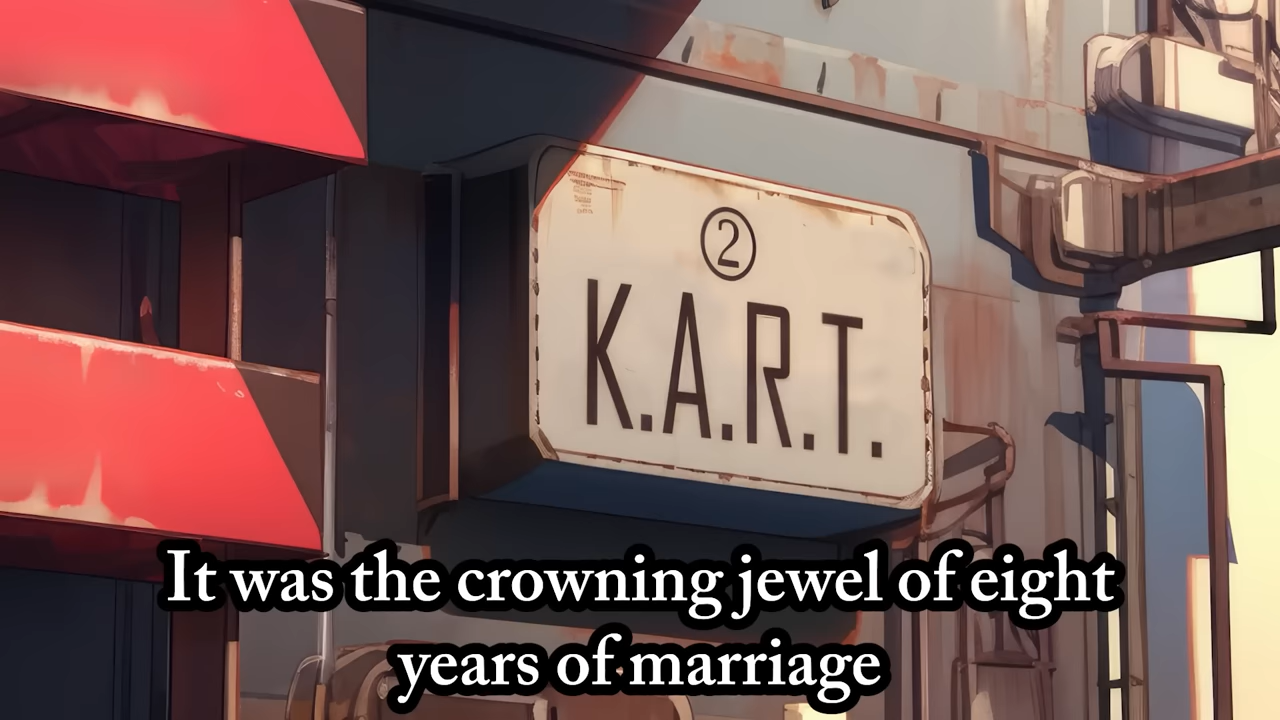 ②
K.A.R.T.
It was the crowning jewel of eight
years of marriage